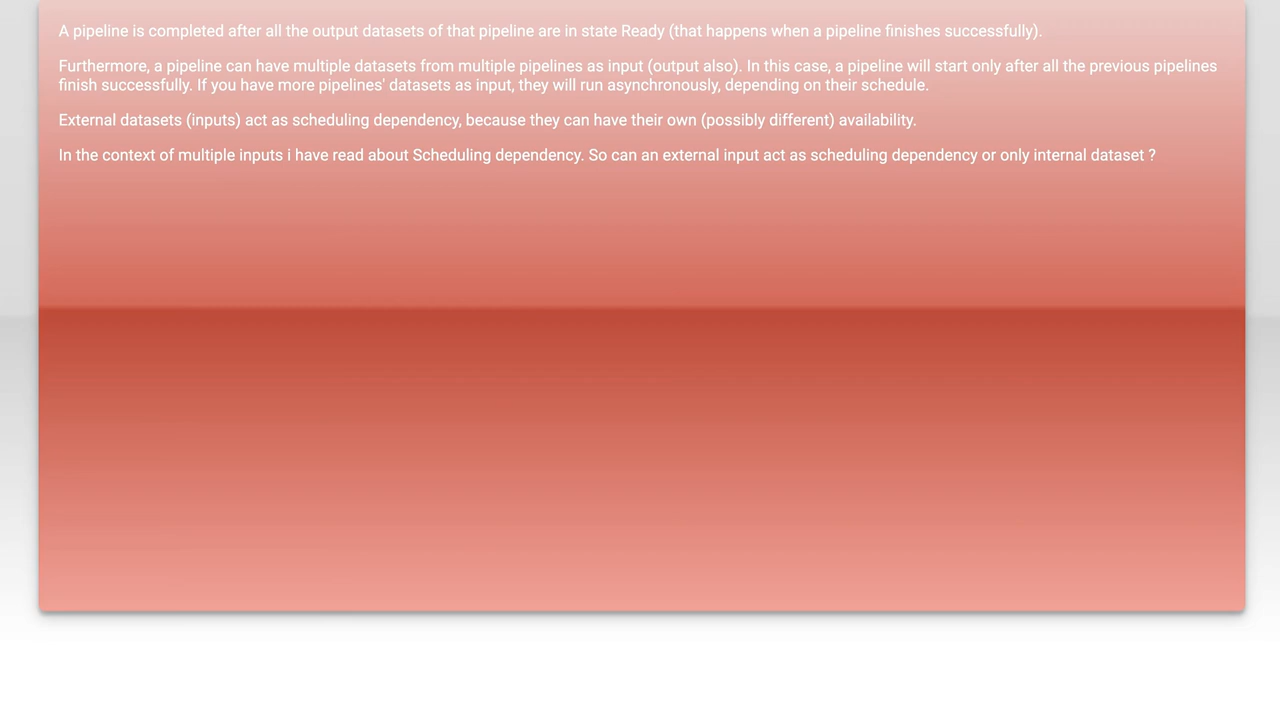 A pipeline is completed after all the output datasets of that pipeline are in state Ready (that happens when a pipeline finishes successfully).
Furthermore, a pipeline can have multiple datasets from multiple pipelines as input (output also). In this case, a pipeline will start only after all the previous pipelines
finish successfully. If you have more pipelines' datasets as input, they will run asynchronously, depending on their schedule.
External datasets (inputs) act as scheduling dependency, because they can have their own (possibly different) availability.
In the context of multiple inputs i have read about Scheduling dependency. So can an external input act as scheduling dependency or only internal dataset ?